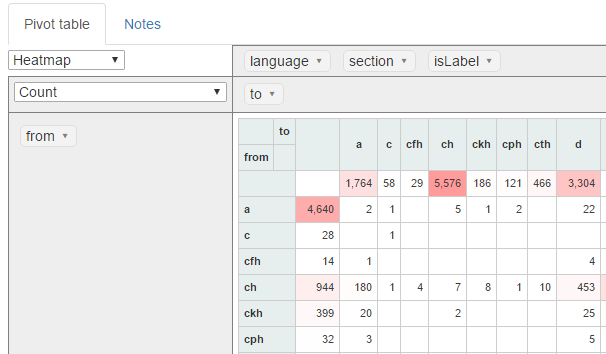 Pivot table Notes
Heatmap language section isLabel
Count to
from
to a c cfh ch ckh cph cth d
from
1,764 58 29 5,576 186 121 466 3,304
a 4,640 2 1 5 1 2 22
c 28 1
cfh 14 1 4
ch 944 180 1 4 7 8 1 10 453
ckh 399 20 2 25
cph 32 3 5